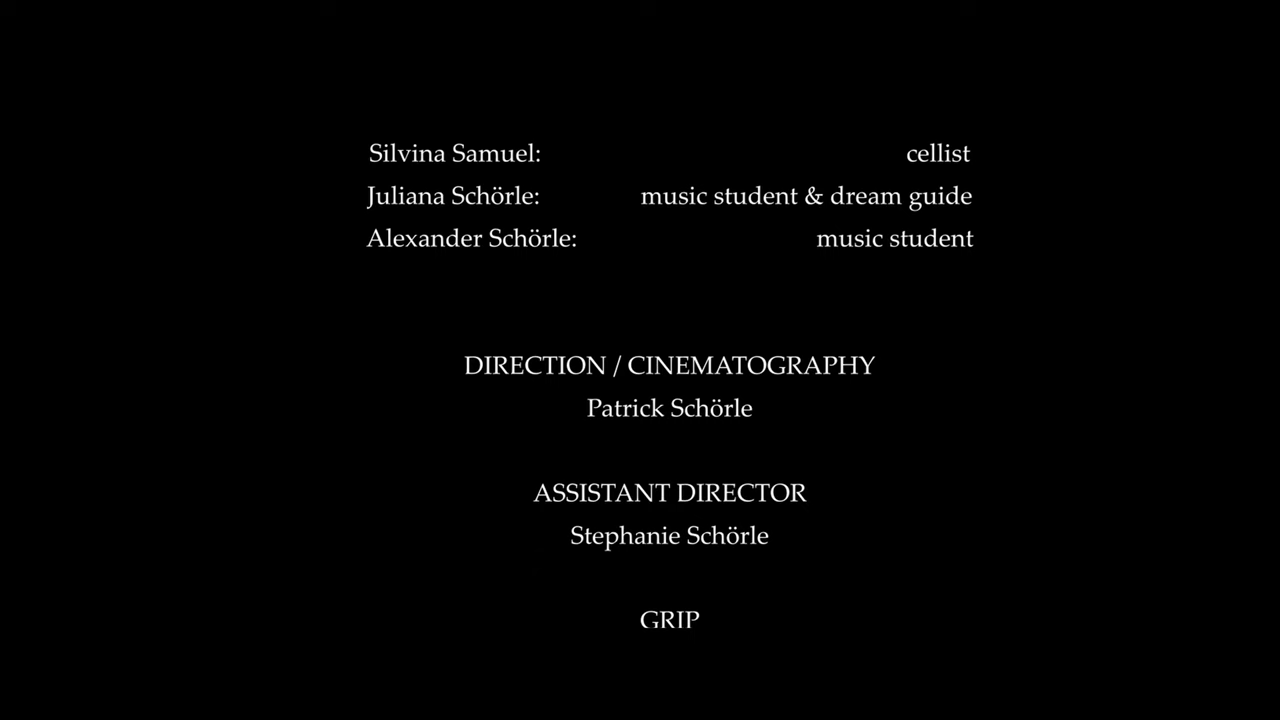 Silvina Samuel: cellist
Juliana Schörle: music student & dream guide
Alexander Schörle: music student
DIRECTION / CINEMATOGRAPHY
Patrick Schörle
ASSISTANT DIRECTOR
Stephanie Schörle
GRIP